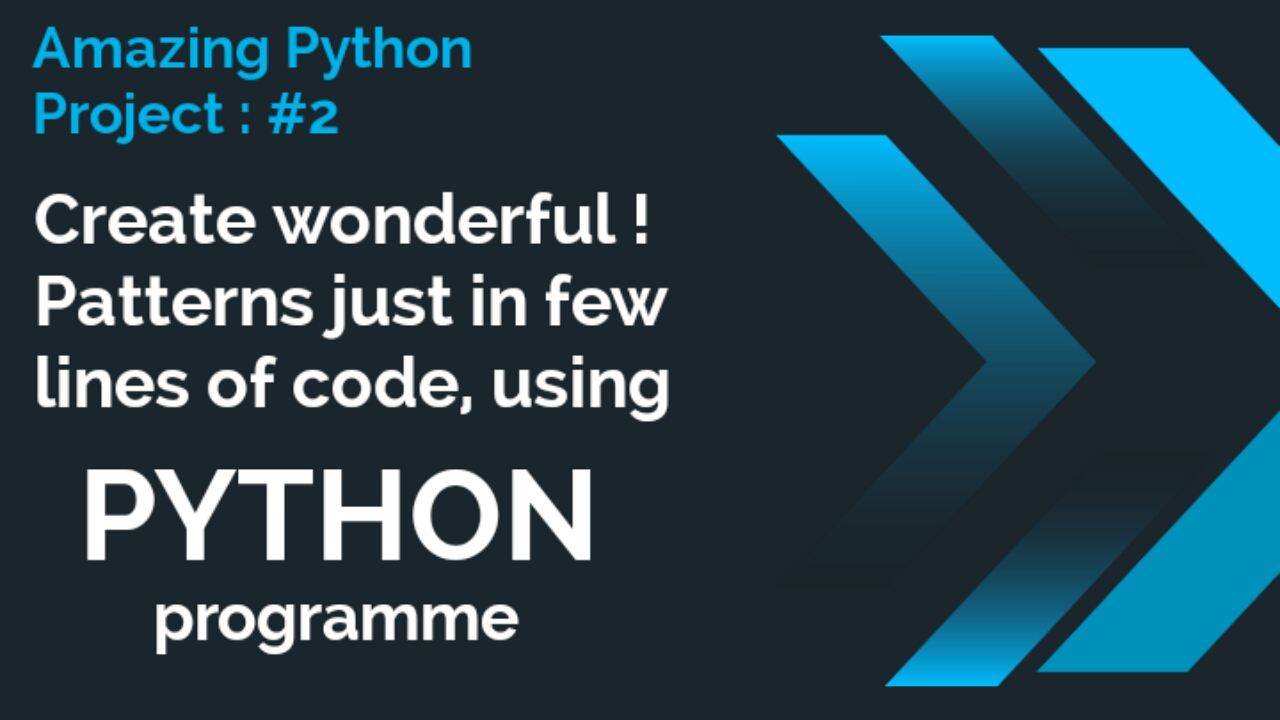 Amazing Python
Project : #2
Create wonderful !
Patterns just in few
lines of code, using
PYTHON
programme